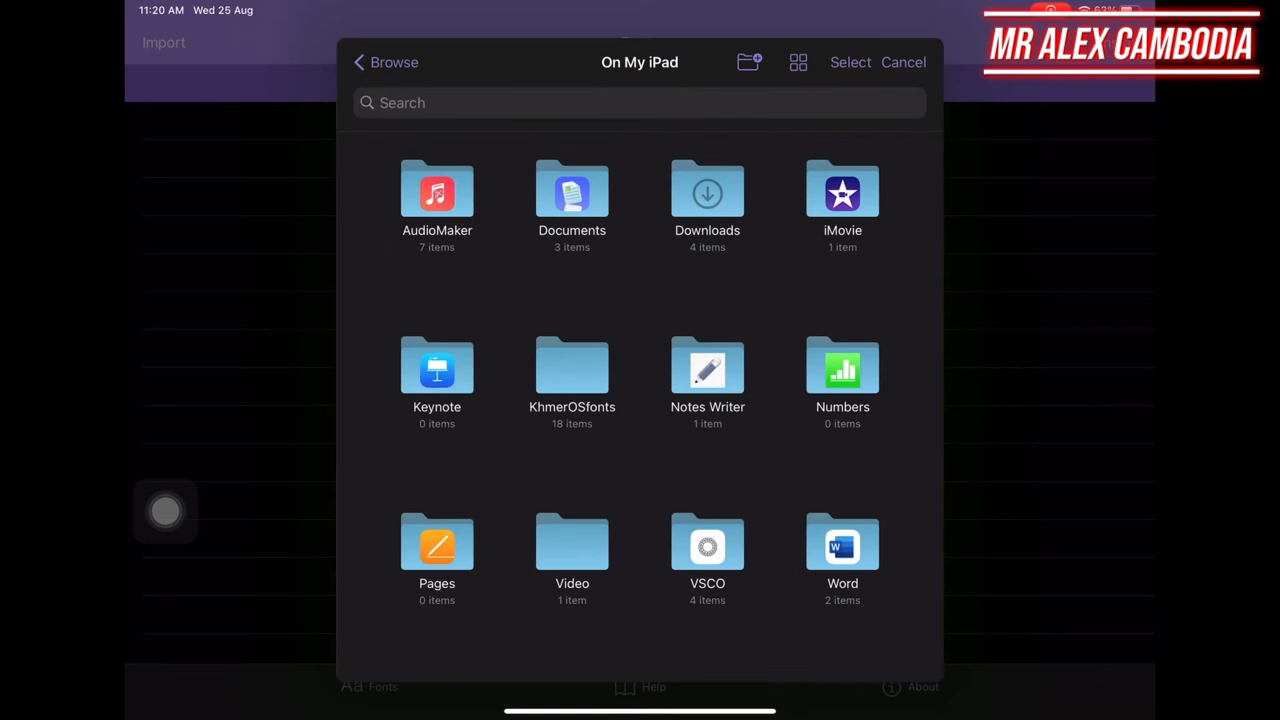 11:20 AM Wed 25 Aug
63%
Import
MR ALEX CAMBODIA
Browse
On My iPad
Select
Cancel
Search
AudioMaker
7 items
Documents
3 items
Downloads
4 items
iMovie
1 item
Keynote
0 items
KhmerOSfonts
18 items
Notes Writer
1 item
Numbers
0 items
Pages
0 items
Video
1 item
VSCO
4 items
W
Word
2 items
Aa Fonts
Help
About